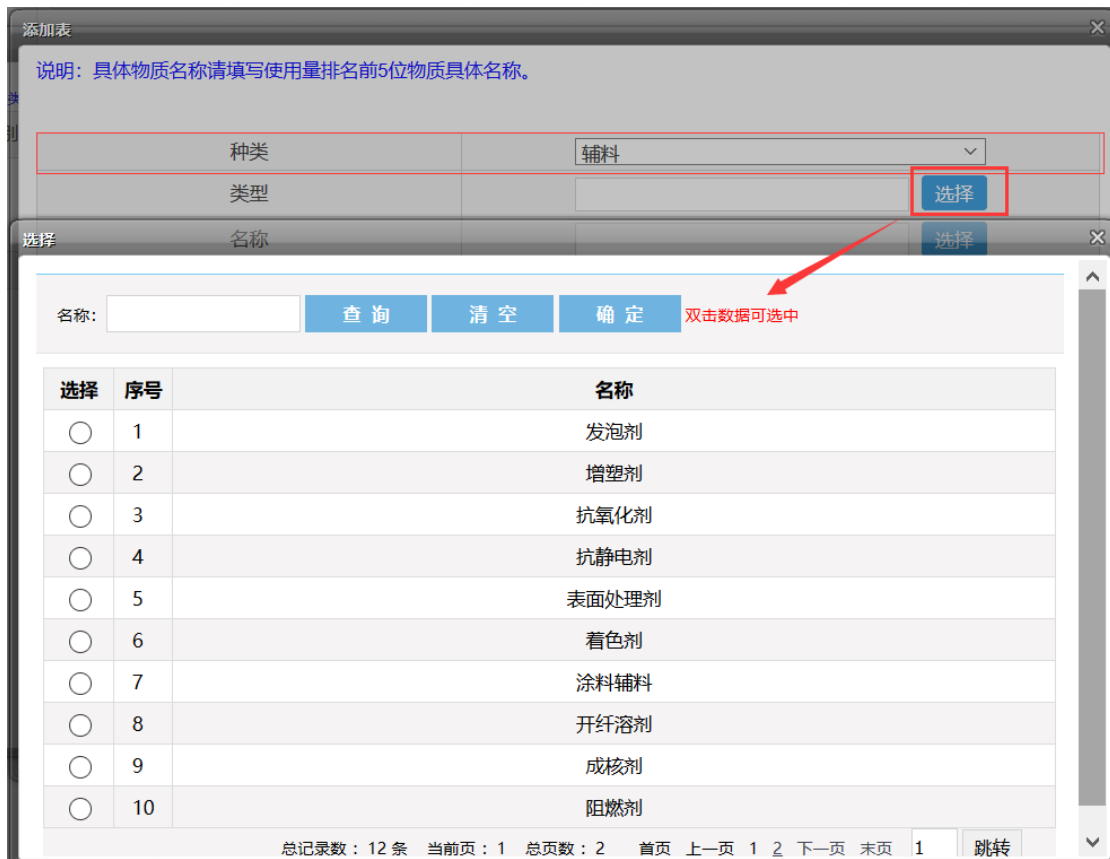 添加表
说明：具体物质名称请填写使用量排名前5位物质具体名称。
类
别
种类 辅料
类型 选择
选择 名称 选择
名称： 查 询 清 空 确 定 双击数据可选中
选择 序号 名称
1 发泡剂
2 增塑剂
3 抗氧化剂
4 抗静电剂
5 表面处理剂
6 着色剂
7 涂料辅料
8 开纤溶剂
9 成核剂
10 阻燃剂
总记录数：12 条 当前页：1 总页数：2 首页 上一页 1 2 下一页 末页 1 跳转